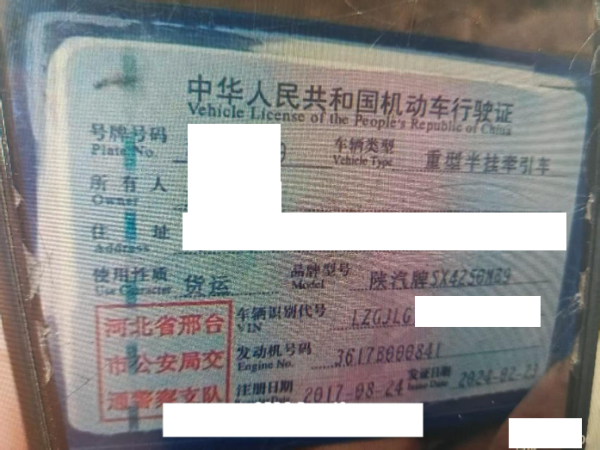 中华人民共和国机动车行驶证
Vehicle License of the People's Republic of China
号牌号码 9 车辆类型 重型半挂牵引车
Plate No. Vehicle Type
所有人
Owner
住址
Address
使用性质 货运 品牌型号 陕汽牌SX4250MB9
Use Character Model
河北省邢台
市公安局交
通警察支队
车辆识别代号 LZGJLG
VIN
发动机号码 3617B000841
Engine No.
注册日期 2017-08-24 发证日期 2024-02-23
Issue Date